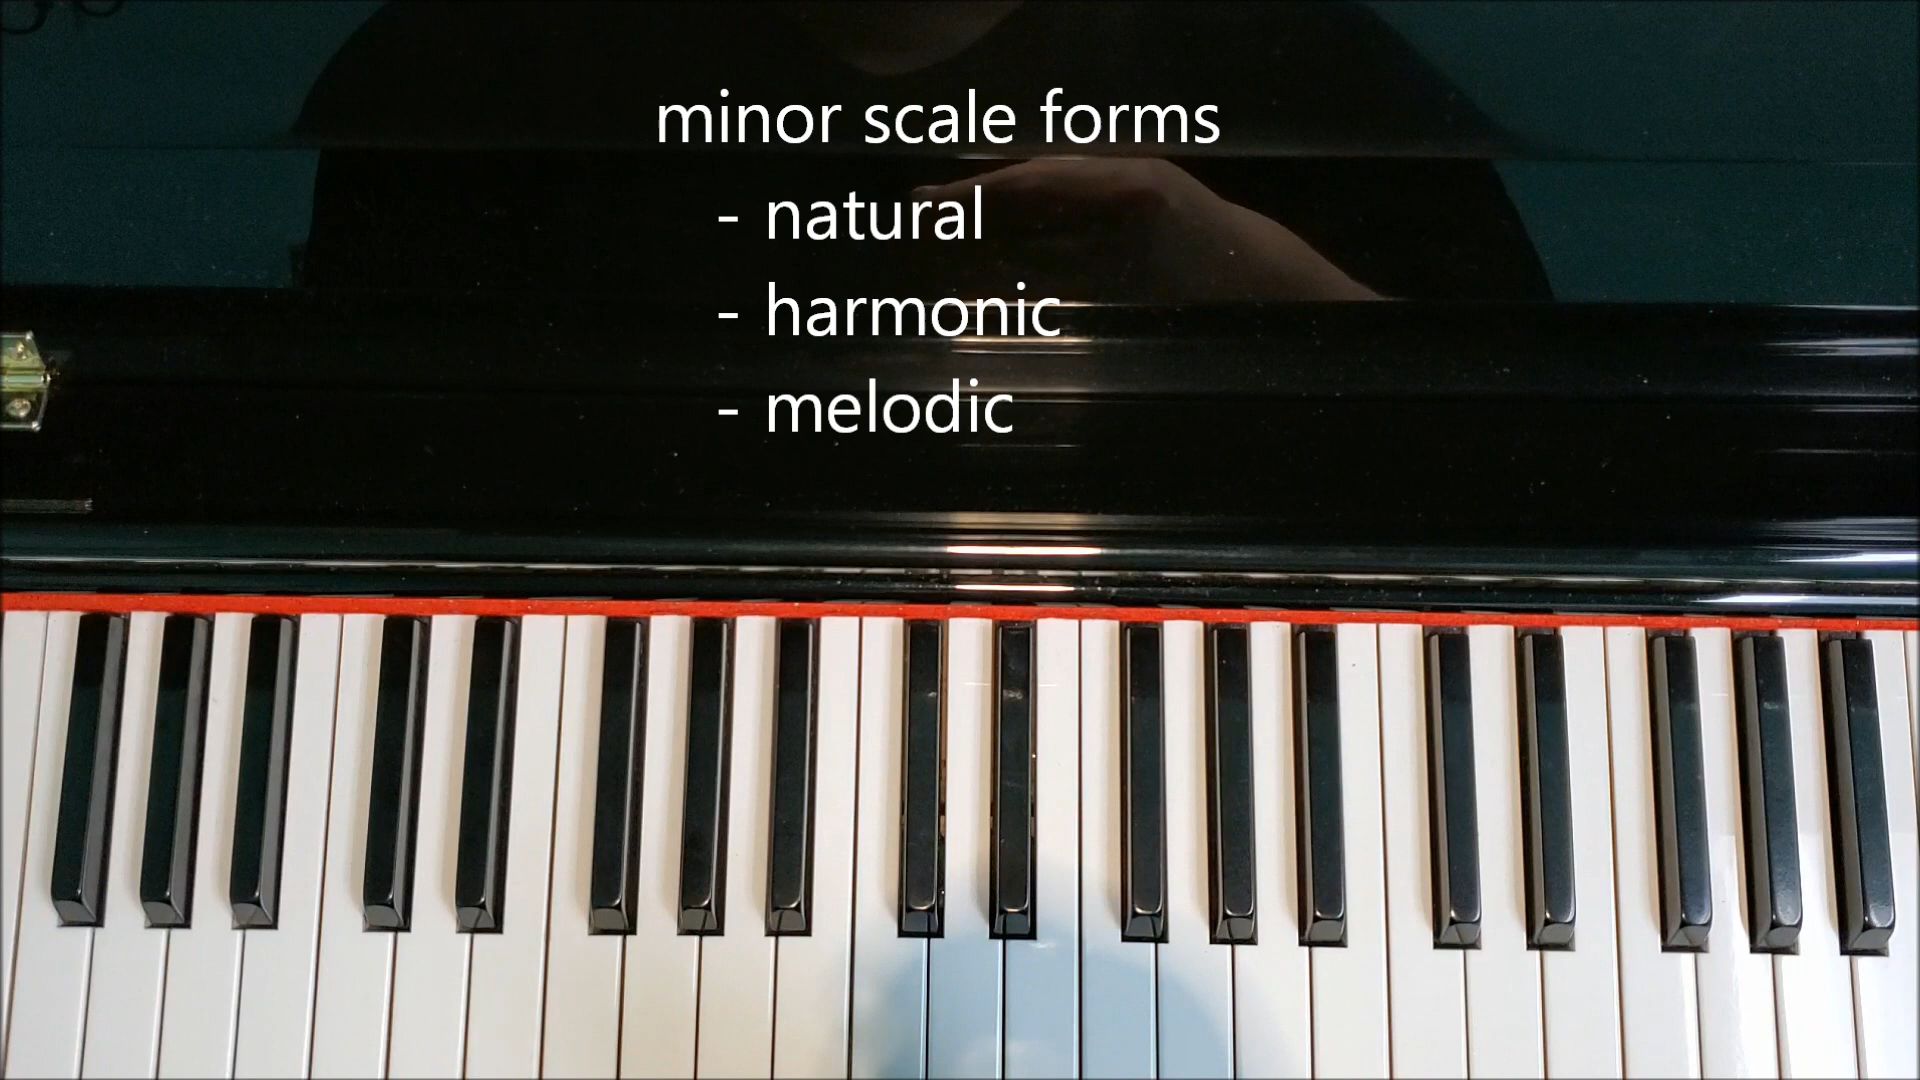 minor scale forms
- natural
- harmonic
- melodic